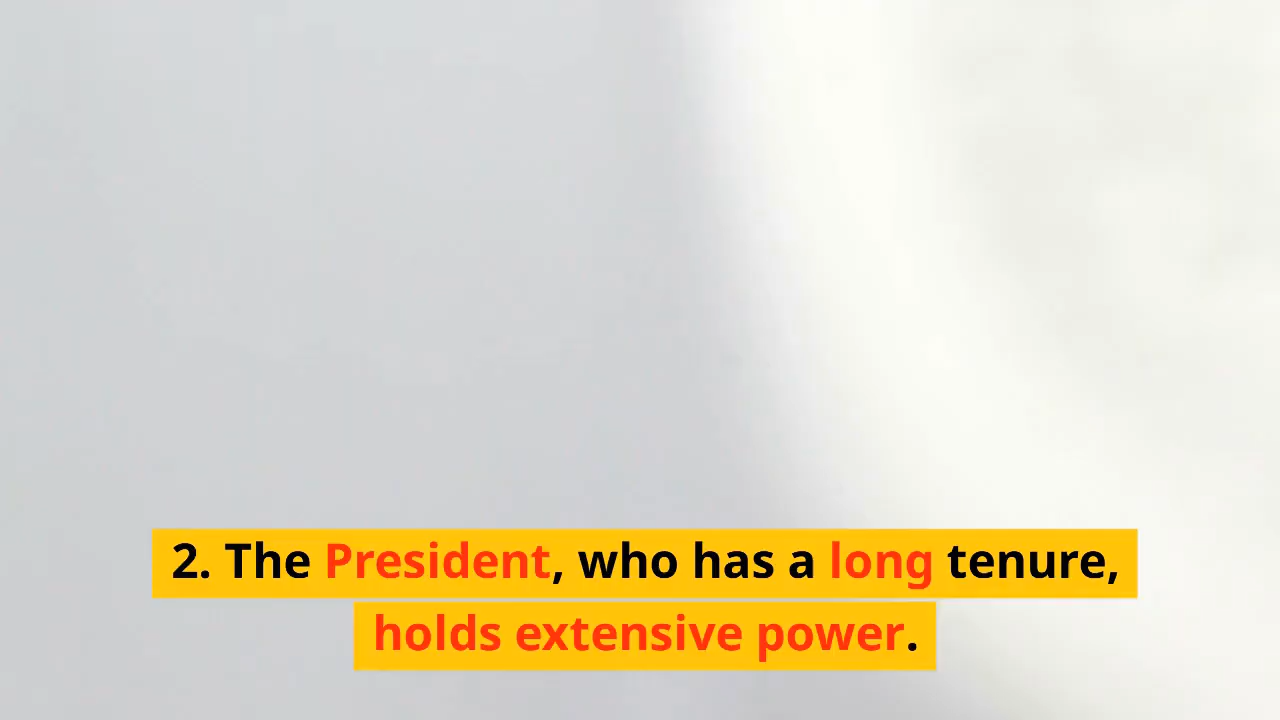 2. The President, who has a long tenure,
holds extensive power.